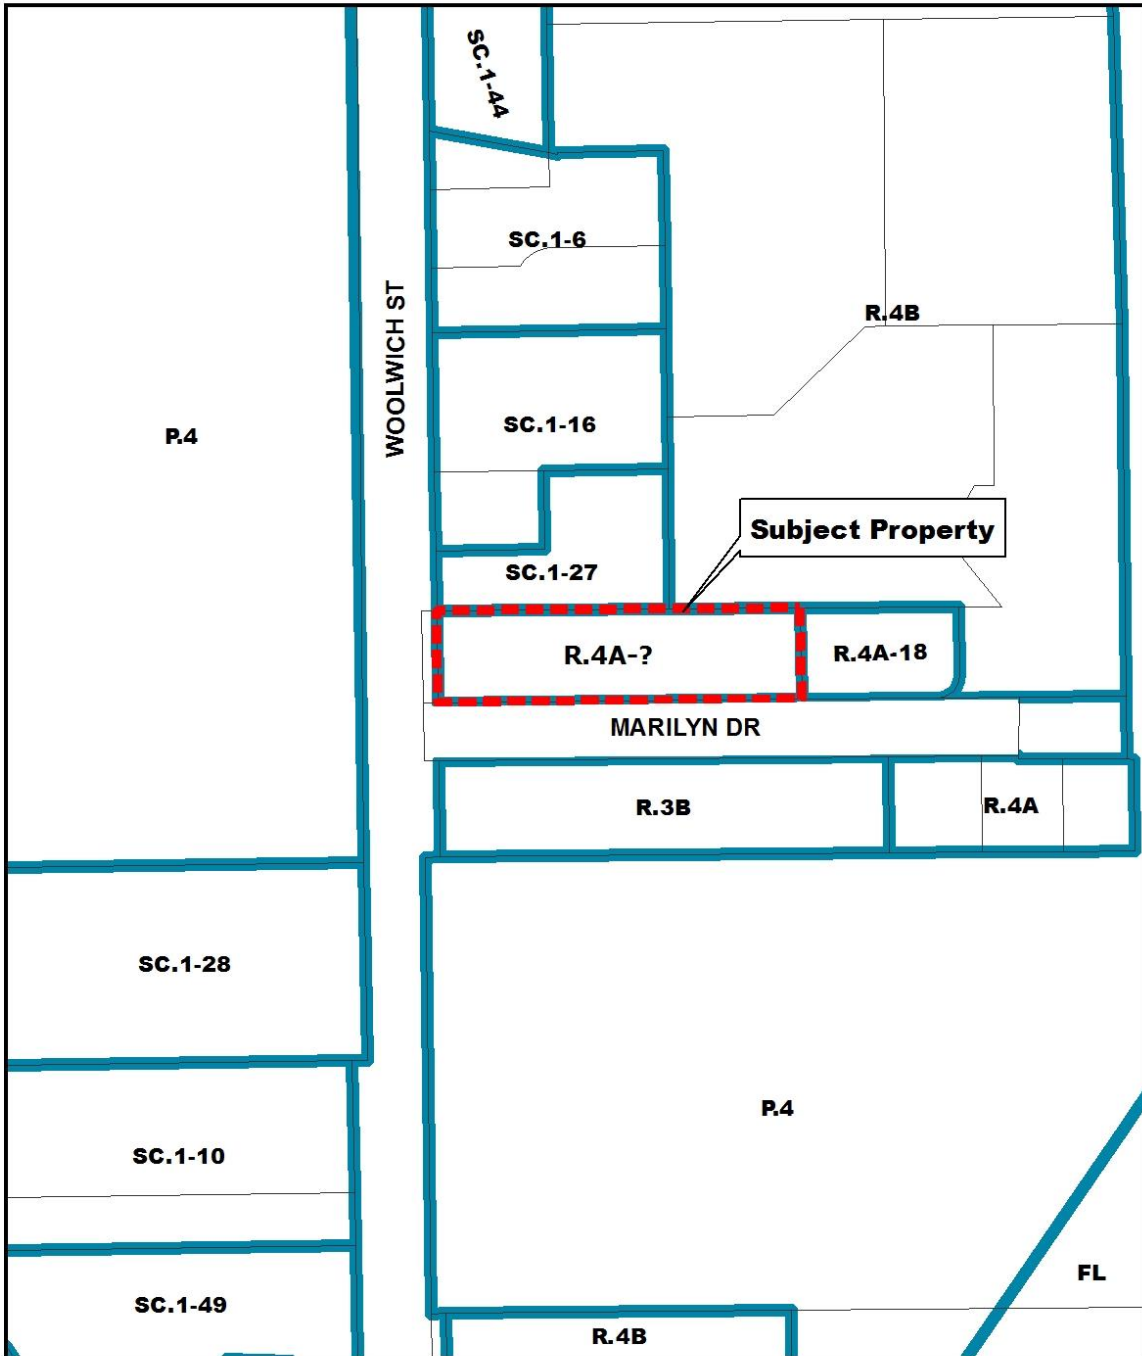 SC.1-44
SC.1-6
WOOLWICH ST
R.4B
SC.1-16
P.4
Subject Property
SC.1-27
R.4A-?
R.4A-18
MARILYN DR
R.3B
R.4A
SC.1-28
P.4
SC.1-10
FL
SC.1-49
R.4B